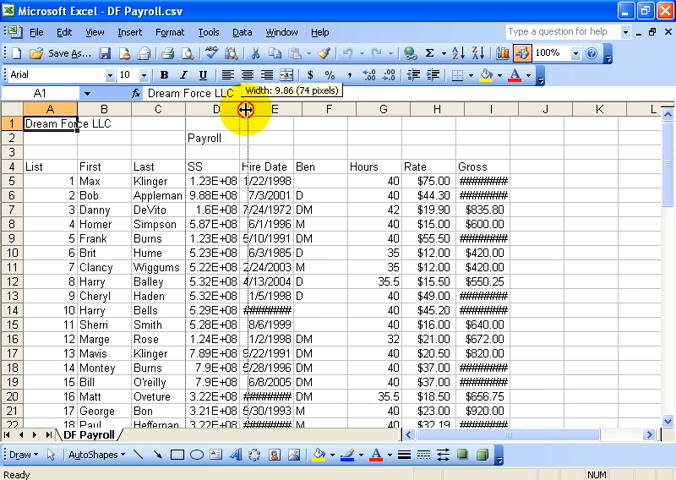 Microsoft Excel - DF Payroll.csv
File Edit View Insert Format Tools Data Window Help Type a question for help
Save As... Σ 100%
Arial 10 B I U $ % ,
A1 fx Dream Force LLC Width: 9.86 (74 pixels)
A B C D E F G H I J K L
1 Dream Force LLC
2 Payroll
3
4 List First Last SS Hire Date Ben Hours Rate Gross
5 1 Max Klinger 1.23E+08 1/22/1998 40 $75.00 ########
6 2 Bob Appleman 9.88E+08 7/3/2001 D 40 $44.30 ########
7 3 Danny DeVito 1.6E+08 7/24/1972 DM 42 $19.90 $835.80
8 4 Homer Simpson 5.87E+08 6/1/1996 M 40 $15.00 $600.00
9 5 Frank Burns 1.23E+08 5/10/1991 DM 40 $55.50 ########
10 6 Brit Hume 5.23E+08 6/3/1985 D 35 $12.00 $420.00
11 7 Clancy Wiggums 5.22E+08 2/24/2003 M 35 $12.00 $420.00
12 8 Harry Balley 5.32E+08 4/13/2004 D 35.5 $15.50 $550.25
13 9 Cheryl Haden 5.32E+08 1/5/1998 D 40 $49.00 ########
14 10 Harry Bells 5.29E+08 ######## 40 $45.20 ########
15 11 Sherri Smith 5.28E+08 8/6/1999 40 $16.00 $640.00
16 12 Marge Rose 1.24E+08 1/2/1998 DM 32 $21.00 $672.00
17 13 Mavis Klinger 7.89E+08 9/22/1991 DM 40 $20.50 $820.00
18 14 Montey Burns 7.9E+08 5/28/1996 DM 40 $37.00 ########
19 15 Bill O'reilly 7.9E+08 6/8/2005 DM 40 $37.00 ########
20 16 Matt Oveture 3.22E+08 ######## DM 35.5 $18.50 $656.75
21 17 George Bon 3.21E+08 5/30/1993 M 40 $23.00 $920.00
22 18 Paul Heffernan 3.21E+08
DF Payroll
Draw AutoShapes A
Ready NUM